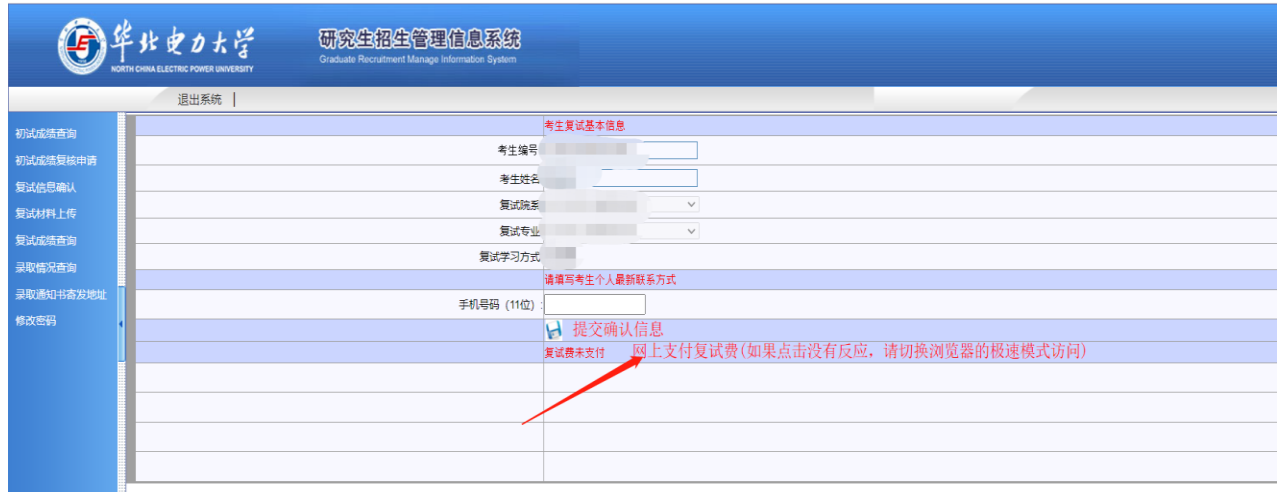 华北电力大学
NORTH CHINA ELECTRIC POWER UNIVERSITY
研究生招生管理信息系统
Graduate Recruitment Manage Information System
退出系统
初试成绩查询
初试成绩复核申请
复试信息确认
复试材料上传
复试成绩查询
录取情况查询
录取通知书寄发地址
修改密码
考生复试基本信息
考生编号
考生姓名
复试院系
复试专业
复试学习方式
请填写考生个人最新联系方式
手机号码（11位）:
提交确认信息
复试费未支付 网上支付复试费(如果点击没有反应，请切换浏览器的极速模式访问)